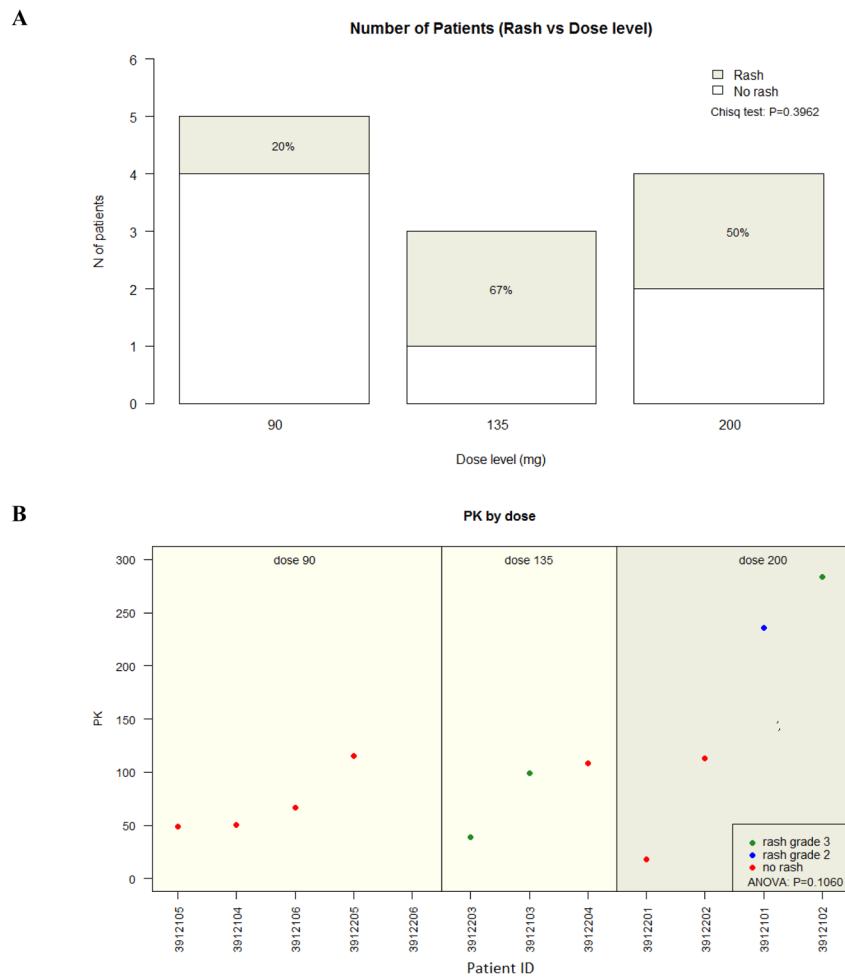 A
Number of Patients (Rash vs Dose level)
6
5
4
3
2
1
0
N of patients
Rash
No rash
Chisq test: P=0.3962
20%
67%
50%
90
135
200
Dose level (mg)
B
PK by dose
dose 90
dose 135
dose 200
300
250
200
150
100
50
0
PK
rash grade 3
rash grade 2
no rash
ANOVA: P=0.1060
3912105
3912104
3912106
3912205
3912206
3912203
3912103
3912204
3912201
3912202
3912101
3912102
Patient ID